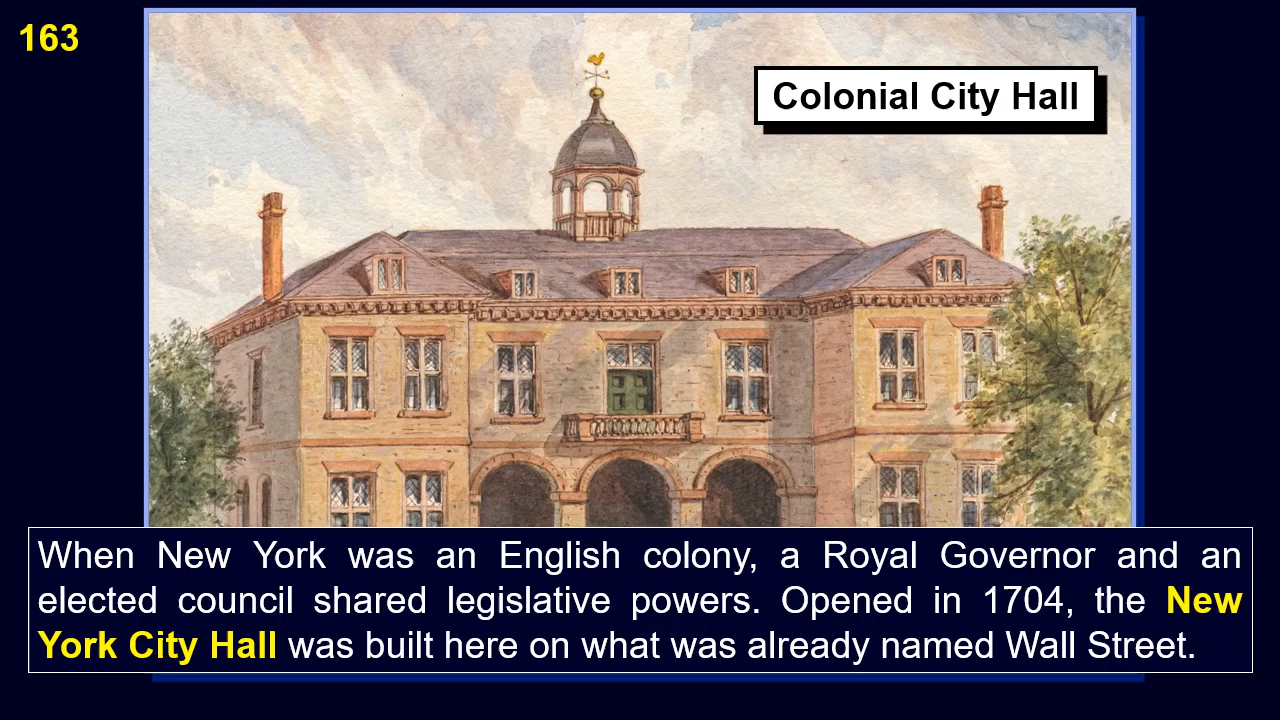 163
Colonial City Hall
When New York was an English colony, a Royal Governor and an
elected council shared legislative powers. Opened in 1704, the New
York City Hall was built here on what was already named Wall Street.